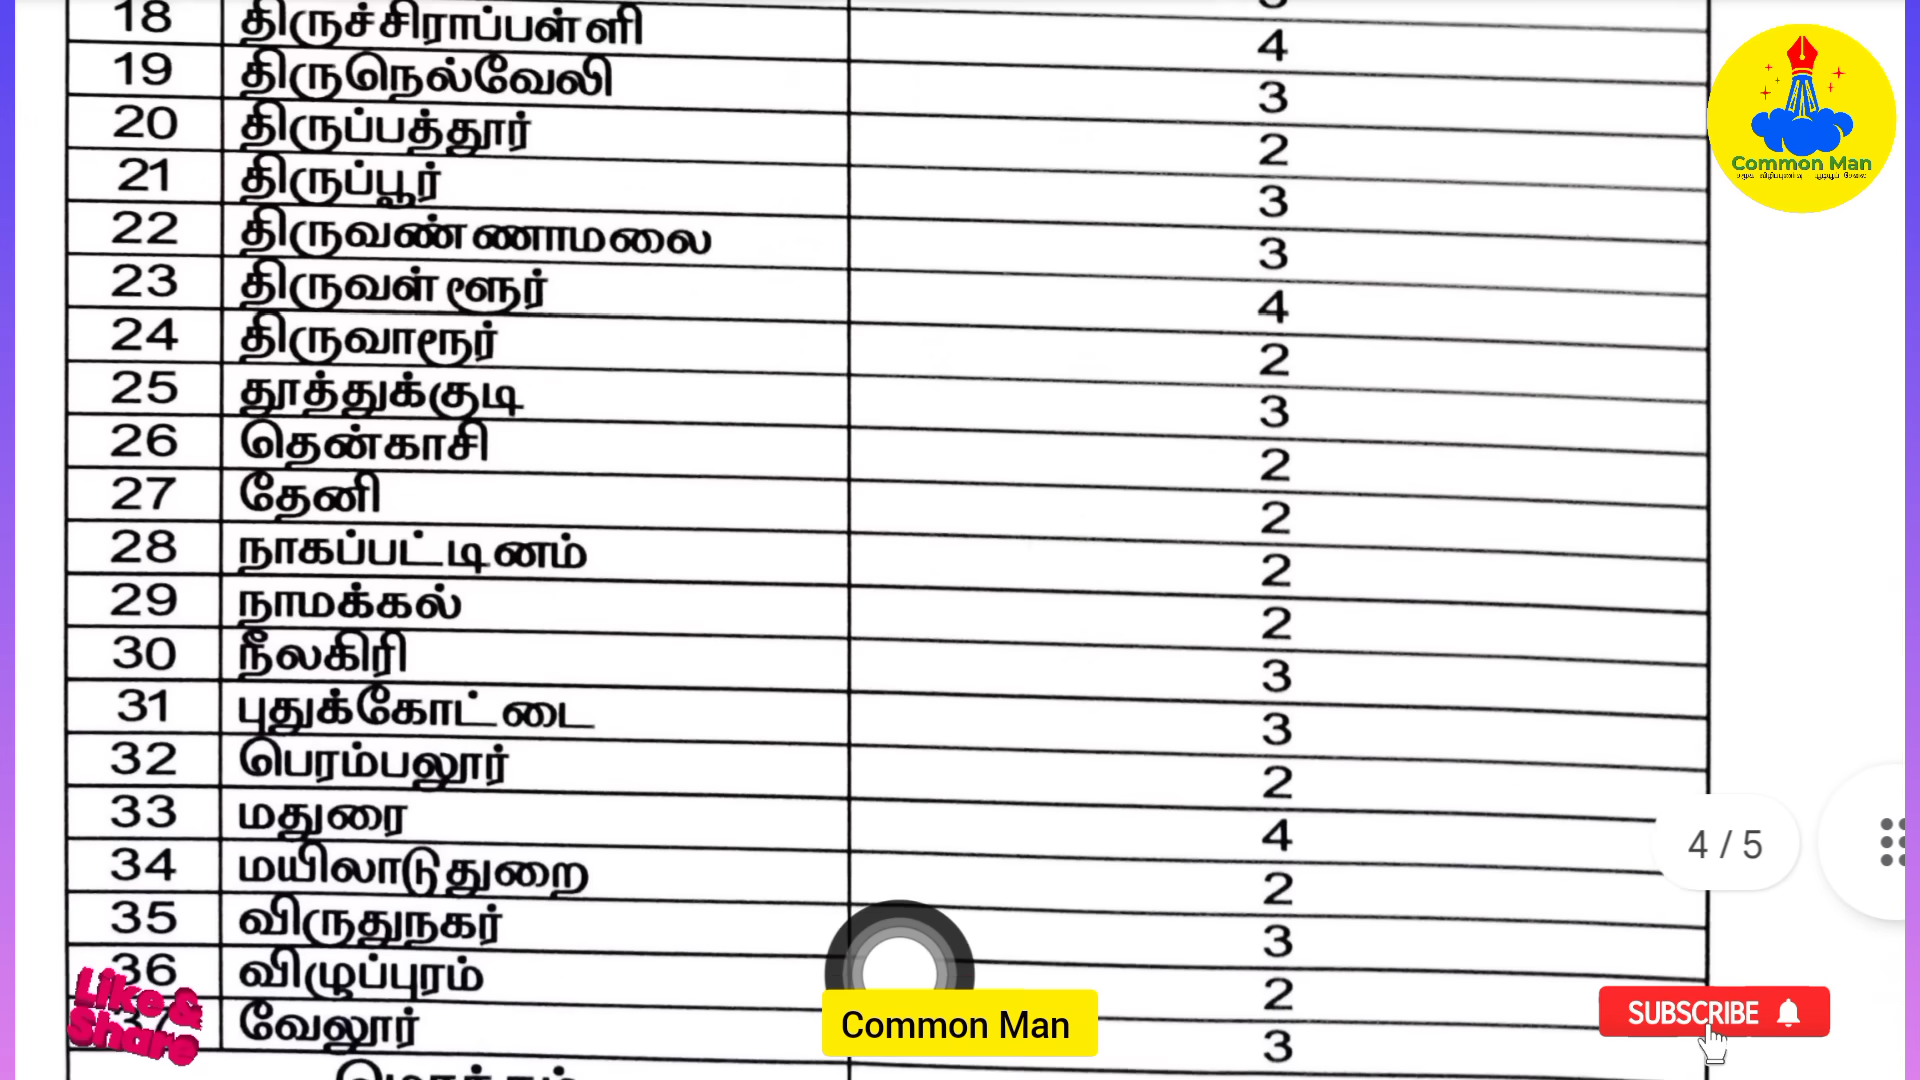 18 திருச்சிராப்பள்ளி 4
19 திருநெல்வேலி 3
20 திருப்பத்தூர் 2
21 திருப்பூர் 3
22 திருவண்ணாமலை 3
23 திருவள்ளூர் 4
24 திருவாரூர் 2
25 தூத்துக்குடி 3
26 தென்காசி 2
27 தேனி 2
28 நாகப்பட்டினம் 2
29 நாமக்கல் 2
30 நீலகிரி 3
31 புதுக்கோட்டை 3
32 பெரம்பலூர் 2
33 மதுரை 4
34 மயிலாடுதுறை 2
35 விருதுநகர் 3
36 விழுப்புரம் 2
37 வேலூர் 3
Common Man
4 / 5
Like &
Share
Common Man
SUBSCRIBE